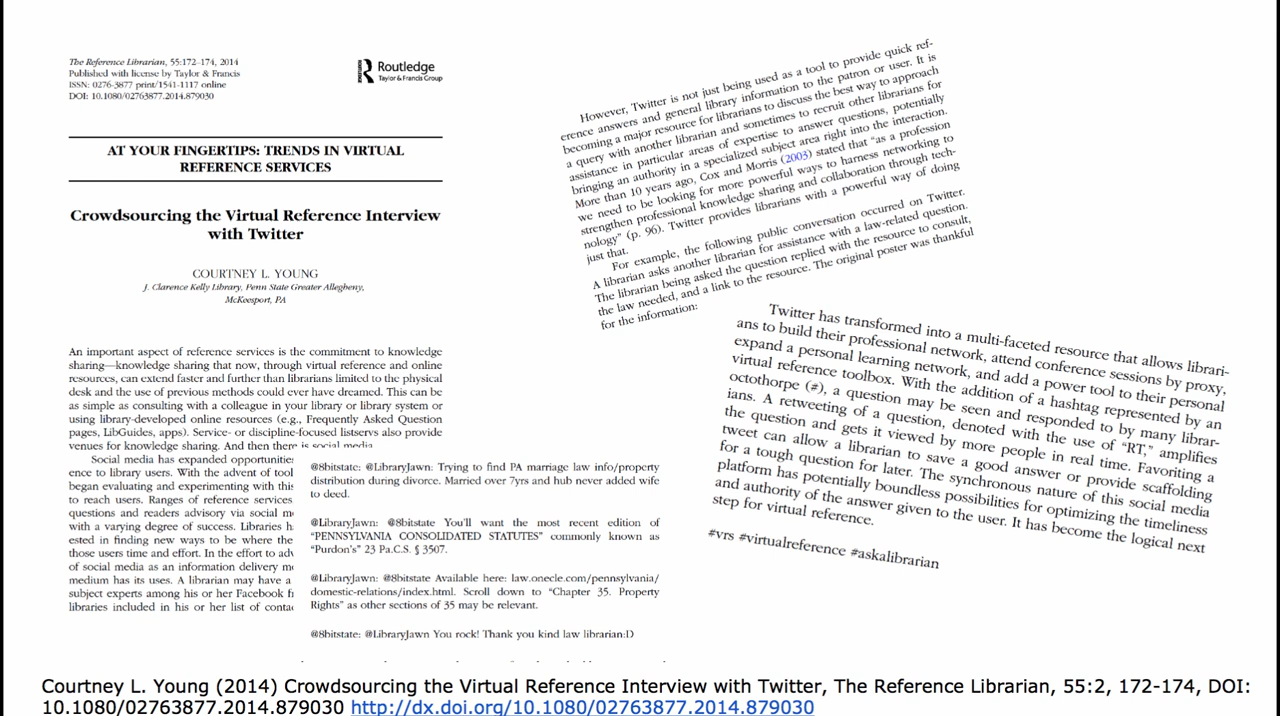 The Reference Librarian, 55:172–174, 2014
Published with license by Taylor & Francis
ISSN: 0276-3877 print/1541-1117 online
DOI: 10.1080/02763877.2014.879030
Routledge
Taylor & Francis Group
AT YOUR FINGERTIPS: TRENDS IN VIRTUAL
REFERENCE SERVICES
Crowdsourcing the Virtual Reference Interview
with Twitter
COURTNEY L. YOUNG
J. Clarence Kelly Library, Penn State Greater Allegheny,
McKeesport, PA
An important aspect of reference services is the commitment to knowledge
sharing—knowledge sharing that now, through virtual reference and online
resources, can extend faster and further than librarians limited to the physical
desk and the use of previous methods could ever have dreamed. This can be
as simple as consulting with a colleague in your library or library system or
using library-developed online resources (e.g., Frequently Asked Question
pages, LibGuides, apps). Service- or discipline-focused listservs also provide
venues for knowledge sharing. And then there is social media
Social media has expanded opportunitie
ence to library users. With the advent of tool
began evaluating and experimenting with this
to reach users. Ranges of reference services
questions and readers advisory via social m
with a varying degree of success. Libraries h
ested in finding new ways to be where the
those users time and effort. In the effort to adv
of social media as an information delivery m
medium has its uses. A librarian may have a
subject experts among his or her Facebook f
libraries included in his or her list of conta
@8bitstate: @LibraryJawn: Trying to find PA marriage law info/property
distribution during divorce. Married over 7yrs and hub never added wife
to deed.
@LibraryJawn: @8bitstate You'll want the most recent edition of
"PENNSYLVANIA CONSOLIDATED STATUTES" commonly known as
"Purdon's" 23 Pa.C.S. § 3507.
@LibraryJawn: @8bitstate Available here: law.onecle.com/pennsylvania/
domestic-relations/index.html. Scroll down to "Chapter 35. Property
Rights" as other sections of 35 may be relevant.
@8bitstate: @LibraryJawn You rock! Thank you kind law librarian:D
However, Twitter is not just being used as a tool to provide quick ref-
erence answers and general library information to the patron or user. It is
becoming a major resource for librarians to discuss the best way to approach
a query with another librarian and sometimes to recruit other librarians for
assistance in particular areas of expertise to answer questions, potentially
bringing an authority in a specialized subject area right into the interaction.
More than 10 years ago, Cox and Morris (2003) stated that "as a profession
we need to be looking for more powerful ways to harness networking to
strengthen professional knowledge sharing and collaboration through tech-
nology" (p. 96). Twitter provides librarians with a powerful way of doing
just that.
For example, the following public conversation occurred on Twitter.
A librarian asks another librarian for assistance with a law-related question.
The librarian being asked the question replied with the resource to consult,
the law needed, and a link to the resource. The original poster was thankful
for the information:
Twitter has transformed into a multi-faceted resource that allows librari-
ans to build their professional network, attend conference sessions by proxy,
expand a personal learning network, and add a power tool to their personal
virtual reference toolbox. With the addition of a hashtag represented by an
octothorpe (#), a question may be seen and responded to by many librar-
ians. A retweeting of a question, denoted with the use of "RT," amplifies
the question and gets it viewed by more people in real time. Favoriting a
tweet can allow a librarian to save a good answer or provide scaffolding
for a tough question for later. The synchronous nature of this social media
platform has potentially boundless possibilities for optimizing the timeliness
and authority of the answer given to the user. It has become the logical next
step for virtual reference.
#vrs #virtualreference #askalibrarian
Courtney L. Young (2014) Crowdsourcing the Virtual Reference Interview with Twitter, The Reference Librarian, 55:2, 172-174, DOI:
10.1080/02763877.2014.879030 http://dx.doi.org/10.1080/02763877.2014.879030